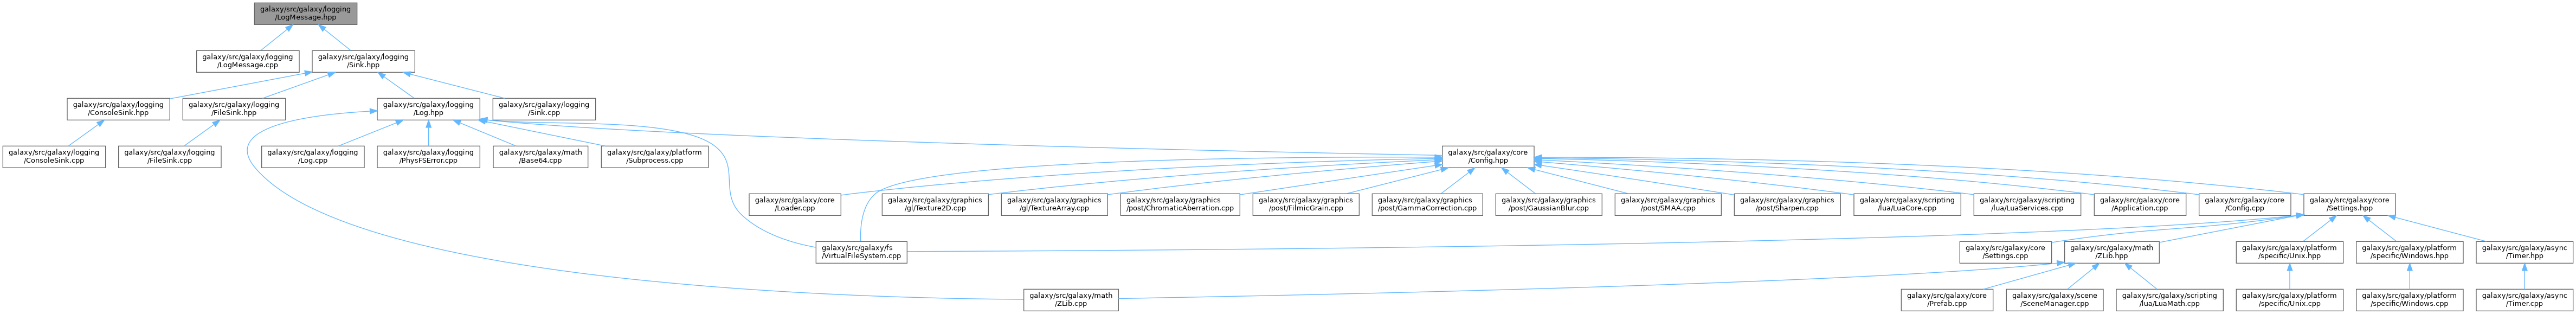 galaxy/src/galaxy/logging
/LogMessage.hpp
galaxy/src/galaxy/logging
/LogMessage.cpp
galaxy/src/galaxy/logging
/Sink.hpp
galaxy/src/galaxy/logging
/ConsoleSink.hpp
galaxy/src/galaxy/logging
/FileSink.hpp
galaxy/src/galaxy/logging
/Log.hpp
galaxy/src/galaxy/logging
/Sink.cpp
galaxy/src/galaxy/logging
/ConsoleSink.cpp
galaxy/src/galaxy/logging
/FileSink.cpp
galaxy/src/galaxy/logging
/Log.cpp
galaxy/src/galaxy/logging
/PhysFSError.cpp
galaxy/src/galaxy/math
/Base64.cpp
galaxy/src/galaxy/platform
/Subprocess.cpp
galaxy/src/galaxy/core
/Config.hpp
galaxy/src/galaxy/core
/Loader.cpp
galaxy/src/galaxy/graphics
/gl/Texture2D.cpp
galaxy/src/galaxy/graphics
/gl/TextureArray.cpp
galaxy/src/galaxy/graphics
/post/ChromaticAberration.cpp
galaxy/src/galaxy/graphics
/post/FilmicGrain.cpp
galaxy/src/galaxy/graphics
/post/GammaCorrection.cpp
galaxy/src/galaxy/graphics
/post/GaussianBlur.cpp
galaxy/src/galaxy/graphics
/post/SMAA.cpp
galaxy/src/galaxy/graphics
/post/Sharpen.cpp
galaxy/src/galaxy/scripting
/lua/LuaCore.cpp
galaxy/src/galaxy/scripting
/lua/LuaServices.cpp
galaxy/src/galaxy/core
/Application.cpp
galaxy/src/galaxy/core
/Config.cpp
galaxy/src/galaxy/core
/Settings.hpp
galaxy/src/galaxy/fs
/VirtualFileSystem.cpp
galaxy/src/galaxy/core
/Settings.cpp
galaxy/src/galaxy/math
/ZLib.hpp
galaxy/src/galaxy/platform
/specific/Unix.hpp
galaxy/src/galaxy/platform
/specific/Windows.hpp
galaxy/src/galaxy/async
/Timer.hpp
galaxy/src/galaxy/math
/ZLib.cpp
galaxy/src/galaxy/core
/Prefab.cpp
galaxy/src/galaxy/scene
/SceneManager.cpp
galaxy/src/galaxy/scripting
/lua/LuaMath.cpp
galaxy/src/galaxy/platform
/specific/Unix.cpp
galaxy/src/galaxy/platform
/specific/Windows.cpp
galaxy/src/galaxy/async
/Timer.cpp